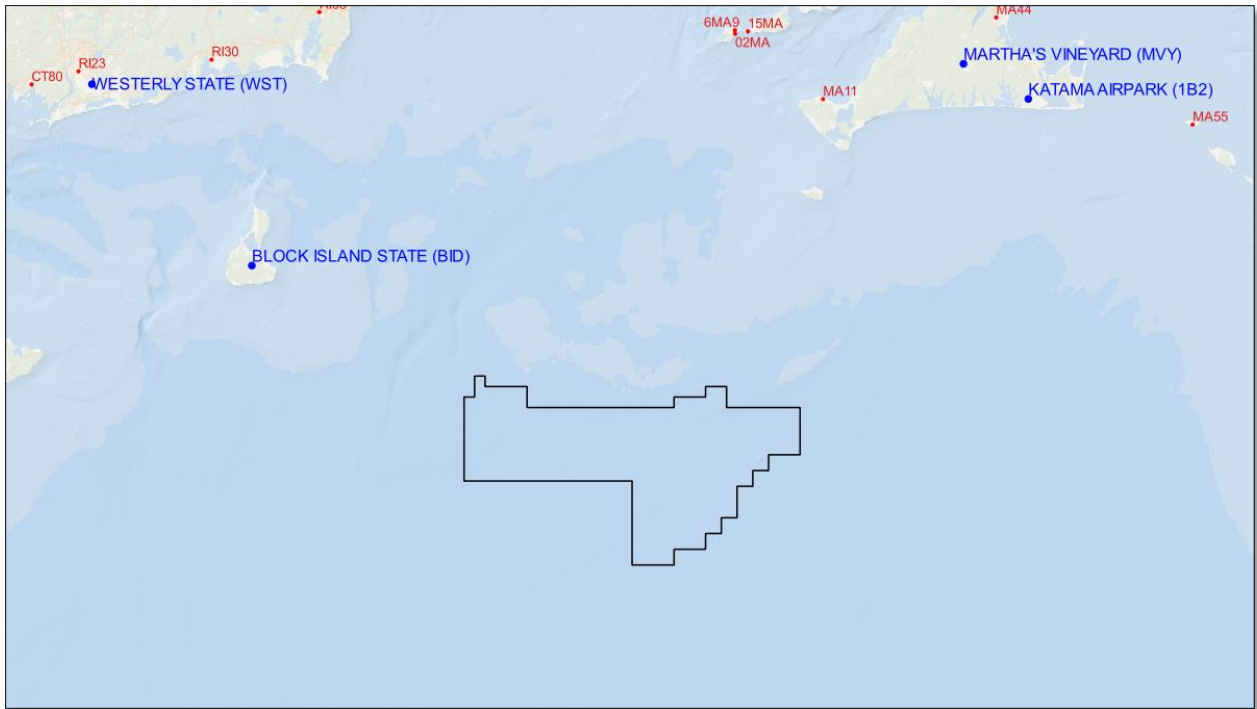 MA44
6MA9 15MA
02MA
MARTHA'S VINEYARD (MVY)
RI30
RI23
CT80
WESTERLY STATE (WST)
KATAMA AIRPARK (1B2)
MA11
MA55
BLOCK ISLAND STATE (BID)